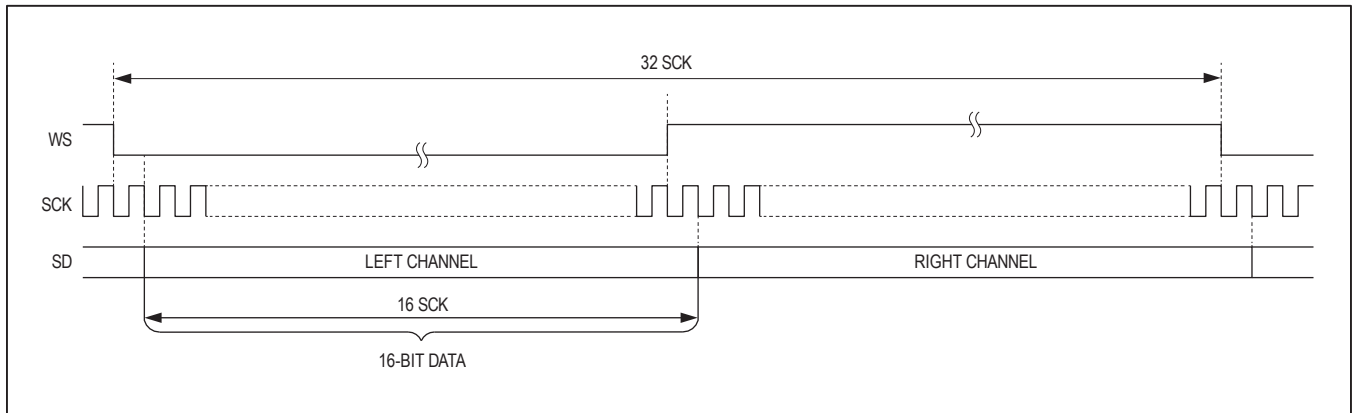 32 SCK
WS
SCK
SD
LEFT CHANNEL
RIGHT CHANNEL
16 SCK
16-BIT DATA